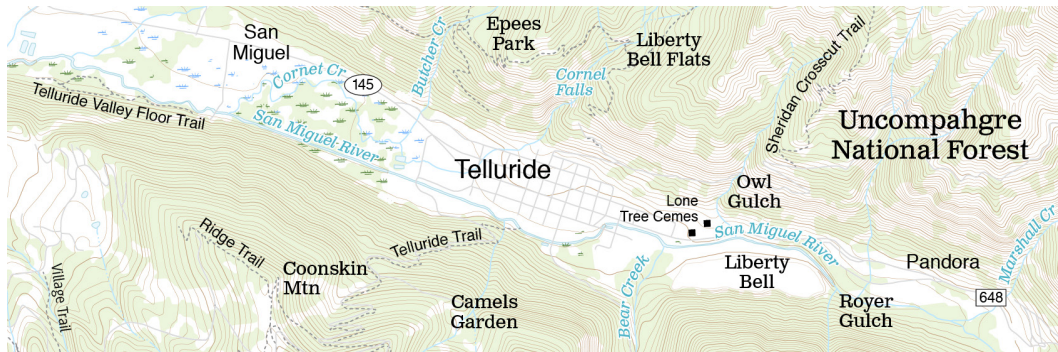 San
Miguel
Cornet Cr
145
Butcher Cr
Epees
Park
Liberty
Bell Flats
Cornel
Falls
Sheridan Crosscut Trail
Uncompahgre
National Forest
Telluride Valley Floor Trail
San Miguel River
Telluride
Owl
Gulch
Lone
Tree Cemes
San Miguel River
Marshall Cr
Ridge Trail
Telluride Trail
Village Trail
Coonskin
Mtn
Camels
Garden
Bear Creek
Liberty
Bell
Pandora
648
Royer
Gulch